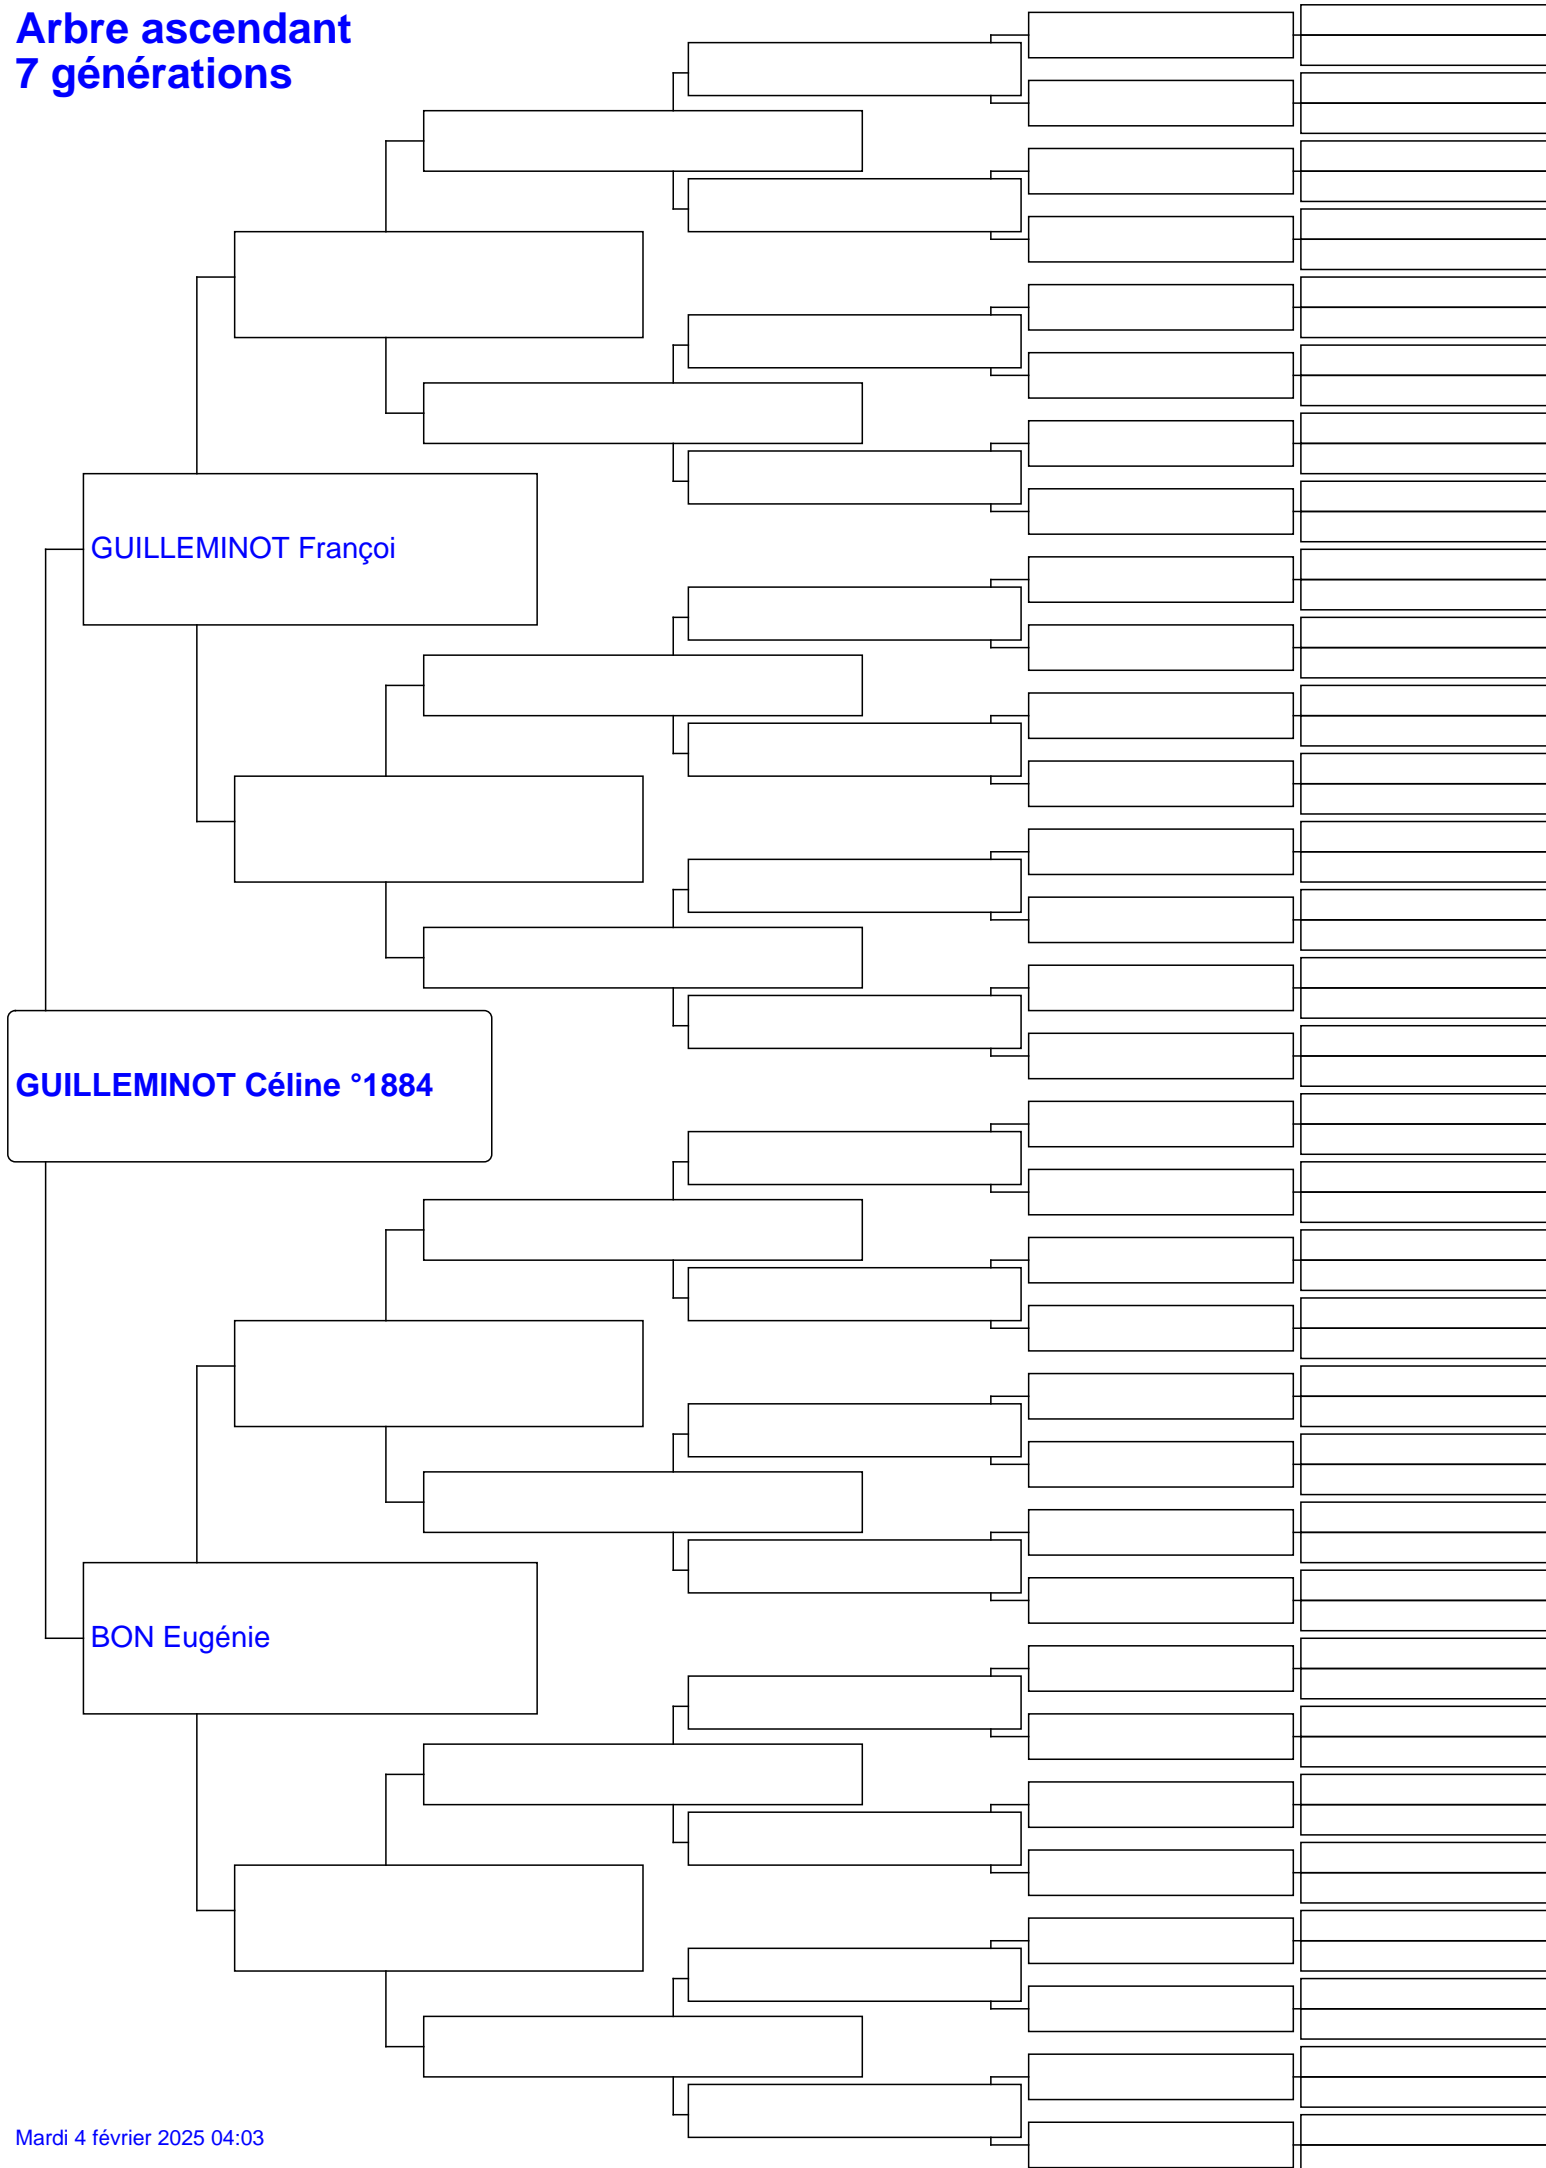 Arbre ascendant
7 générations
GUILLEMINOT Françoi
GUILLEMINOT Céline °1884
BON Eugénie
Mardi 4 février 2025 04:03